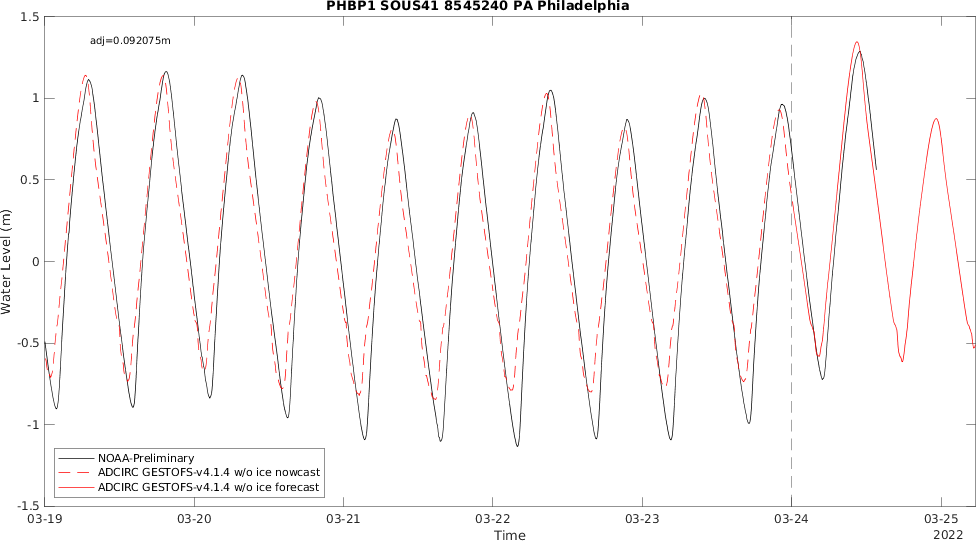 PHBP1 SOUS41 8545240 PA Philadelphia
1.5
adj=0.092075m
1
0.5
0
-0.5
-1
-1.5
Water Level (m)
NOAA-Preliminary
ADCIRC GESTOFS-v4.1.4 w/o ice nowcast
ADCIRC GESTOFS-v4.1.4 w/o ice forecast
03-19 03-20 03-21 03-22 03-23 03-24 03-25
Time
2022